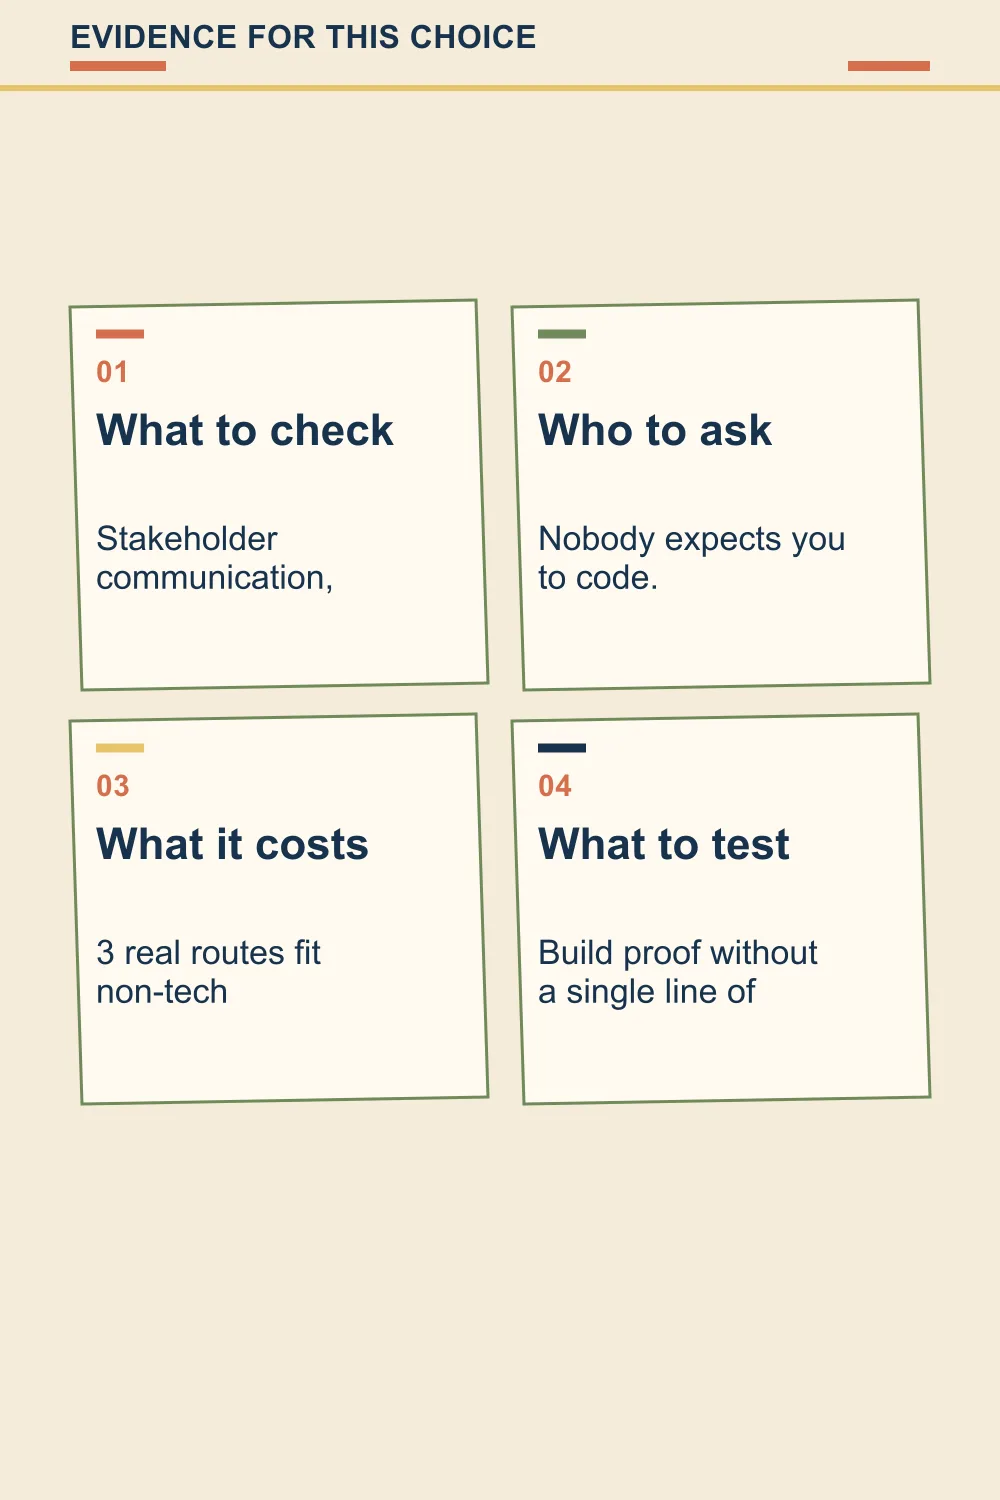 EVIDENCE FOR THIS CHOICE
01
What to check
Stakeholder
communication,
02
Who to ask
Nobody expects you
to code.
03
What it costs
3 real routes fit
non-tech
04
What to test
Build proof without
a single line of